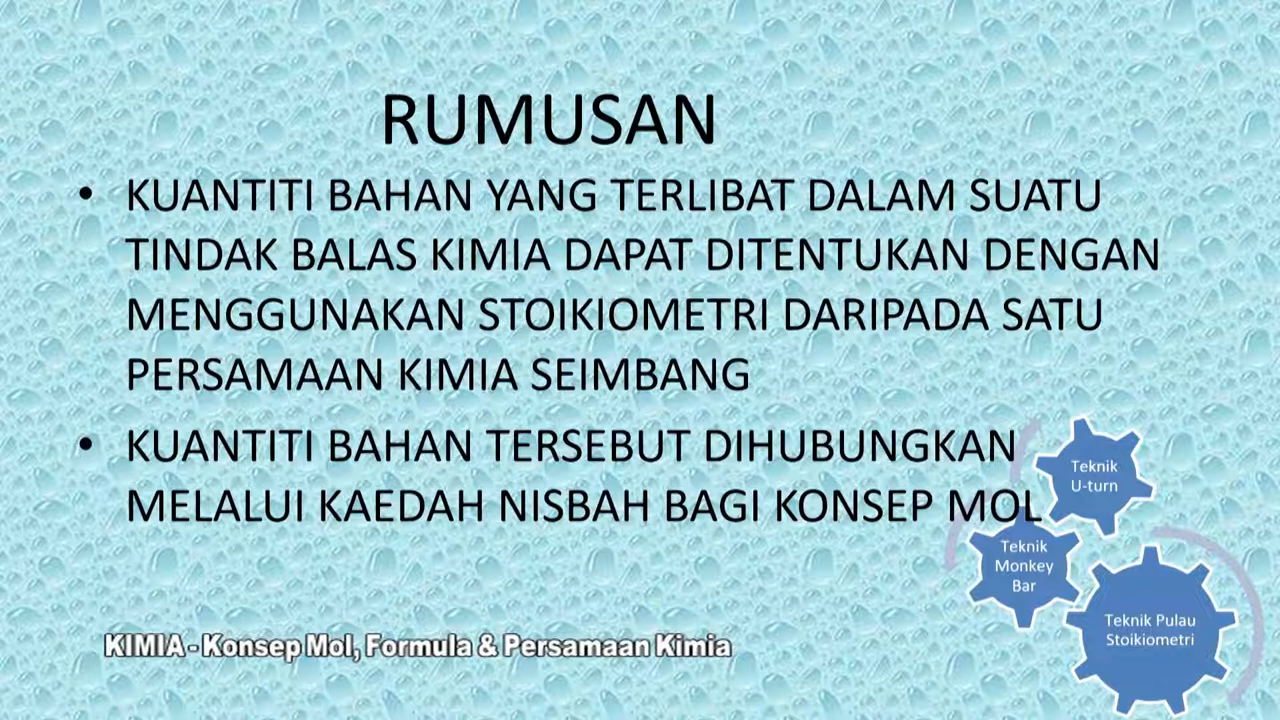 RUMUSAN
• KUANTITI BAHAN YANG TERLIBAT DALAM SUATU
TINDAK BALAS KIMIA DAPAT DITENTUKAN DENGAN
MENGGUNAKAN STOIKIOMETRI DARIPADA SATU
PERSAMAAN KIMIA SEIMBANG
• KUANTITI BAHAN TERSEBUT DIHUBUNGKAN
MELALUI KAEDAH NISBAH BAGI KONSEP MOL
Teknik
U-turn
Teknik
Monkey
Bar
Teknik Pulau
Stoikiometri
KIMIA - Konsep Mol, Formula & Persamaan Kimia